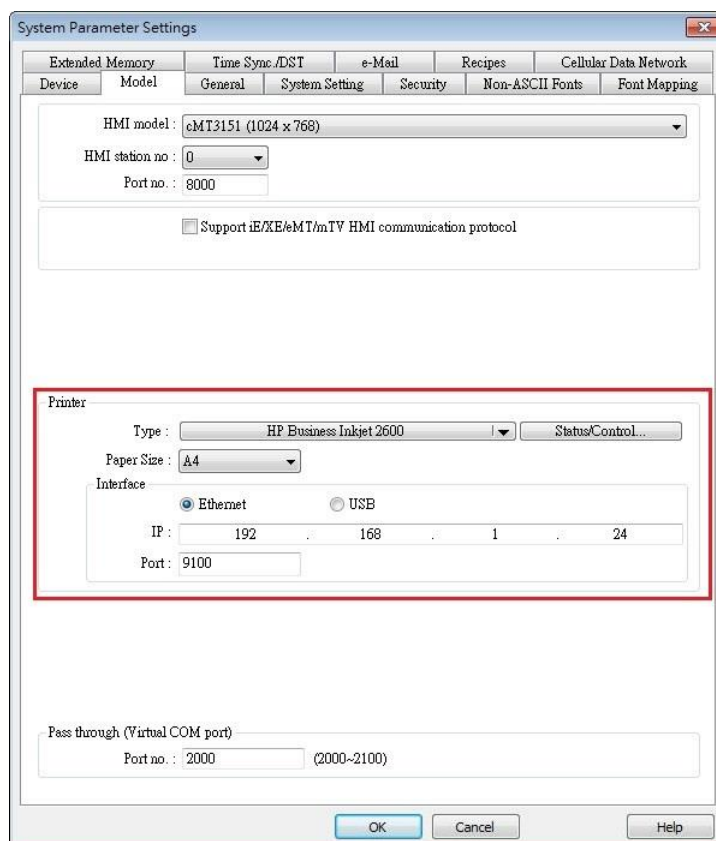 System Parameter Settings
Extended Memory Time Sync./DST e-Mail Recipes Cellular Data Network
Device Model General System Setting Security Non-ASCII Fonts Font Mapping
HMI model : cMT3151 (1024 x 768)
HMI station no : 0
Port no. : 8000
Support iE/XE/eMT/mTV HMI communication protocol
Printer
Type : HP Business Inkjet 2600 Status/Control...
Paper Size : A4
Interface
Ethernet USB
IP : 192 . 168 . 1 . 24
Port : 9100
Pass through (Virtual COM port)
Port no. : 2000 (2000~2100)
OK Cancel Help